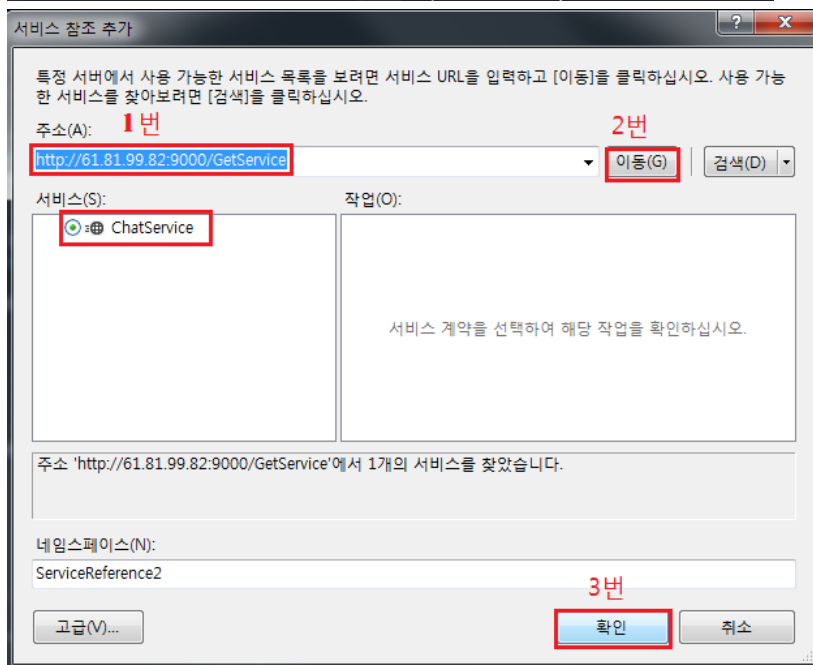 서비스 참조 추가
특정 서버에서 사용 가능한 서비스 목록을 보려면 서비스 URL을 입력하고 [이동]을 클릭하십시오. 사용 가능
한 서비스를 찾아보려면 [검색]을 클릭하십시오.
주소(A): 1번 2번
http://61.81.99.82:9000/GetService 이동(G) 검색(D)
서비스(S): 작업(O):
ChatService
서비스 계약을 선택하여 해당 작업을 확인하십시오.
주소 'http://61.81.99.82:9000/GetService'에서 1개의 서비스를 찾았습니다.
네임스페이스(N):
ServiceReference2
3번
고급(V)... 확인 취소